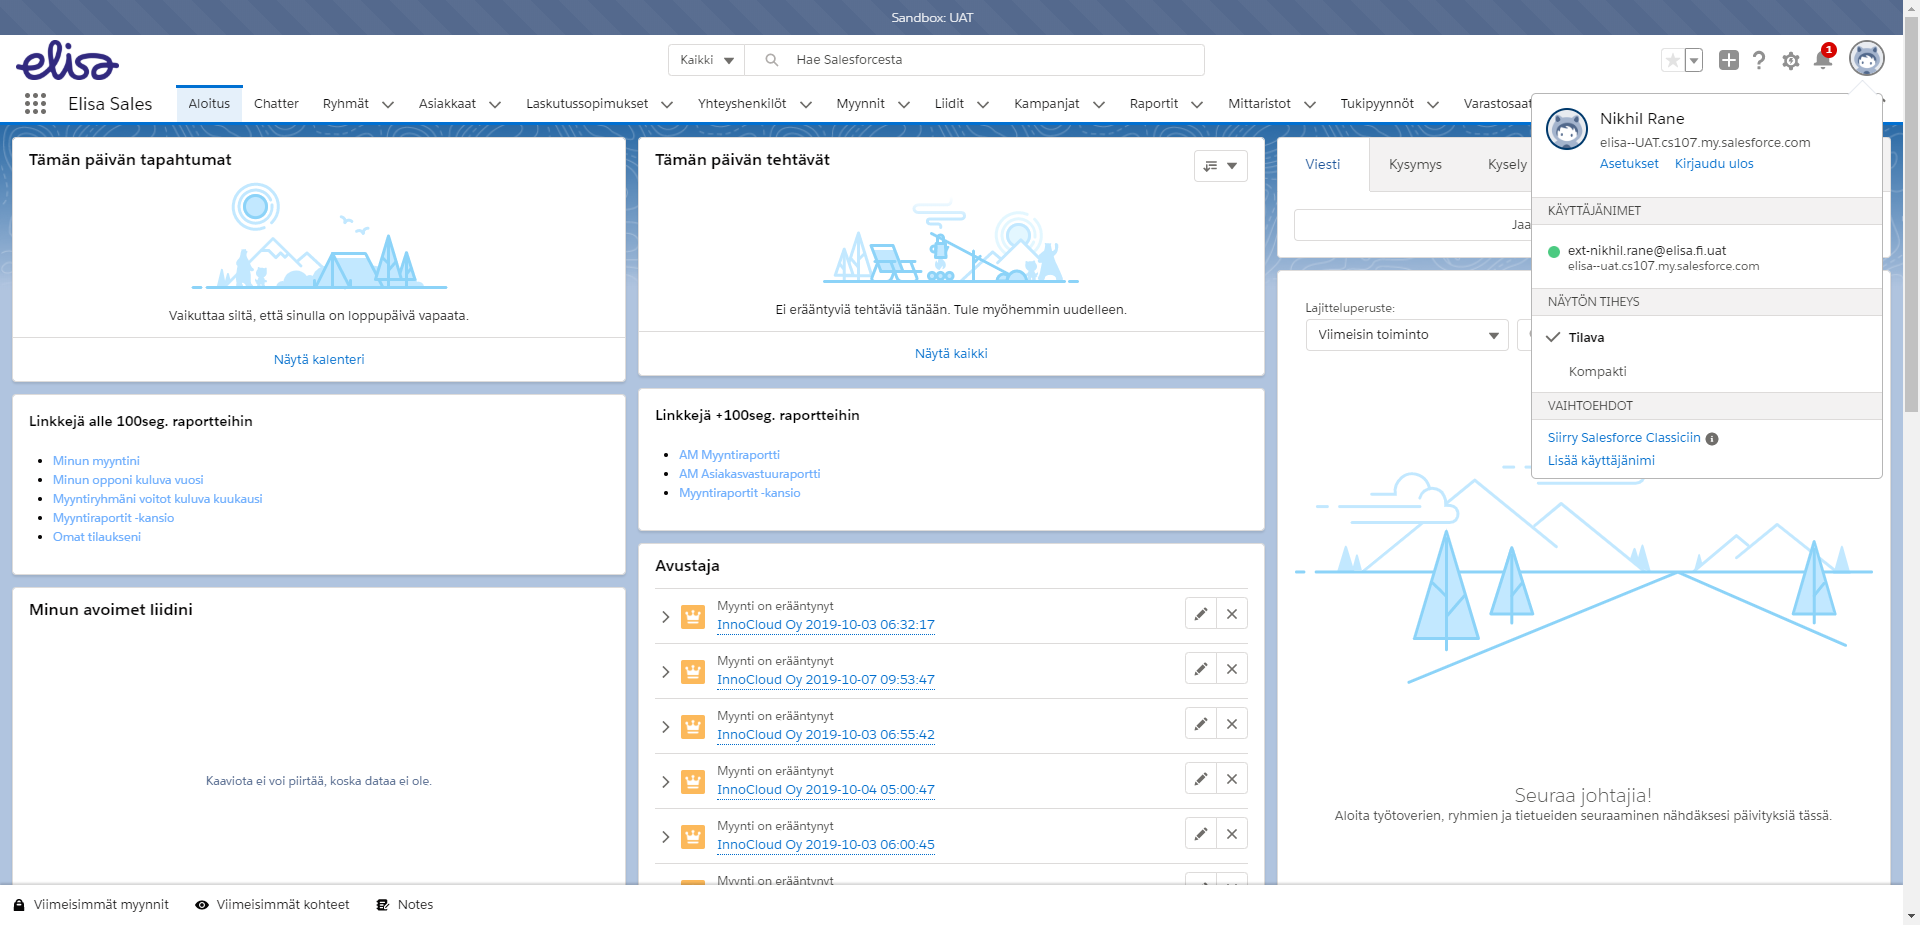 Sandbox: UAT
elisa
Kaikki
Hae Salesforcesta
1
Elisa Sales
Aloitus
Chatter
Ryhmät
Asiakkaat
Laskutussopimukset
Yhteyshenkilöt
Myynnit
Liidit
Kampanjat
Raportit
Mittaristot
Tukipyynnöt
Varastosaat
Nikhil Rane
elisa--UAT.cs107.my.salesforce.com
Asetukset
Kirjaudu ulos
KÄYTTÄJÄNIMET
ext-nikhil.rane@elisa.fi.uat
elisa--uat.cs107.my.salesforce.com
NÄYTÖN TIHEYS
Tilava
Kompakti
VAIHTOEHDOT
Siirry Salesforce Classiciin
Lisää käyttäjänimi
Tämän päivän tapahtumat
Vaikuttaa siltä, että sinulla on loppupäivä vapaata.
Näytä kalenteri
Linkkejä alle 100seg. raportteihin
Minun myyntini
Minun opponi kuluva vuosi
Myyntiryhmäni voitot kuluva kuukausi
Myyntiraportit -kansio
Omat tilaukseni
Minun avoimet liidini
Kaaviota ei voi piirtää, koska dataa ei ole.
Tämän päivän tehtävät
Ei erääntyviä tehtäviä tänään. Tule myöhemmin uudelleen.
Näytä kaikki
Linkkejä +100seg. raportteihin
AM Myyntiraportti
AM Asiakasvastuuraportti
Myyntiraportit -kansio
Avustaja
Myynti on erääntynyt
InnoCloud Oy 2019-10-03 06:32:17
Myynti on erääntynyt
InnoCloud Oy 2019-10-07 09:53:47
Myynti on erääntynyt
InnoCloud Oy 2019-10-03 06:55:42
Myynti on erääntynyt
InnoCloud Oy 2019-10-04 05:00:47
Myynti on erääntynyt
InnoCloud Oy 2019-10-03 06:00:45
Myynti on erääntynyt
Viesti
Kysymys
Kysely
Jaa
Lajitteluperuste:
Viimeisin toiminto
Seuraa johtajia!
Aloita työtoverien, ryhmien ja tietueiden seuraaminen nähdäksesi päivityksiä tässä.
Viimeisimmät myynnit
Viimeisimmät kohteet
Notes